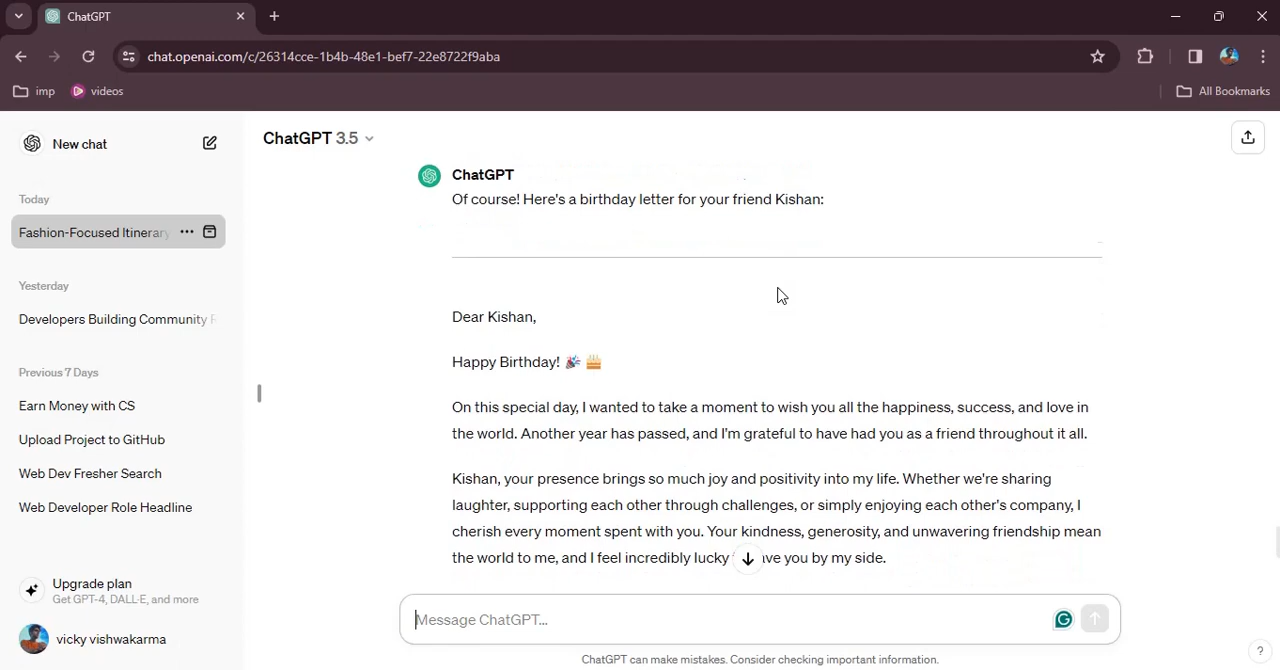 ChatGPT
chat.openai.com/c/26314cce-1b4b-48e1-bef7-22e8722f9aba
imp
videos
All Bookmarks
New chat
Today
Fashion-Focused Itinerary
Yesterday
Developers Building Community
Previous 7 Days
Earn Money with CS
Upload Project to GitHub
Web Dev Fresher Search
Web Developer Role Headline
Upgrade plan
Get GPT-4, DALL·E, and more
vicky vishwakarma
ChatGPT 3.5
ChatGPT
Of course! Here's a birthday letter for your friend Kishan:
Dear Kishan,
Happy Birthday! 🎉 🎂
On this special day, I wanted to take a moment to wish you all the happiness, success, and love in
the world. Another year has passed, and I'm grateful to have had you as a friend throughout it all.
Kishan, your presence brings so much joy and positivity into my life. Whether we're sharing
laughter, supporting each other through challenges, or simply enjoying each other's company, I
cherish every moment spent with you. Your kindness, generosity, and unwavering friendship mean
the world to me, and I feel incredibly lucky ave you by my side.
Message ChatGPT...
ChatGPT can make mistakes. Consider checking important information.
?